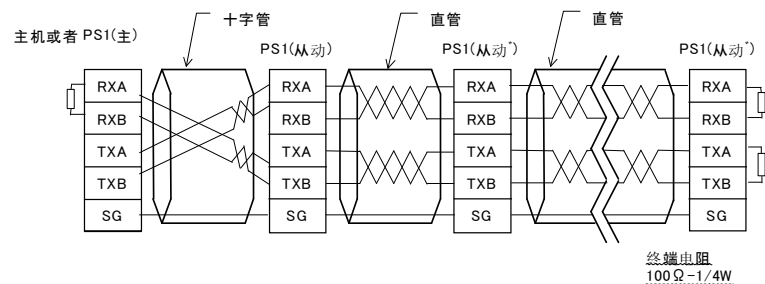 十字管 直管 直管
主机或者 PS1(主) PS1(从动) PS1(从动*) PS1(从动*)
RXA RXA RXA RXA
RXB RXB RXB RXB
TXA TXA TXA TXA
TXB TXB TXB TXB
SG SG SG SG
终端电阻
100Ω-1/4W